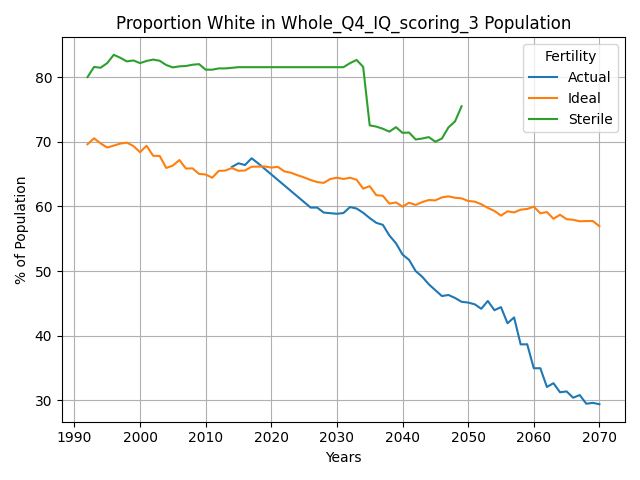 Proportion White in Whole_Q4_IQ_scoring_3 Population
% of Population
80
70
60
50
40
30
Fertility
Actual
Ideal
Sterile
1990 2000 2010 2020 2030 2040 2050 2060 2070
Years